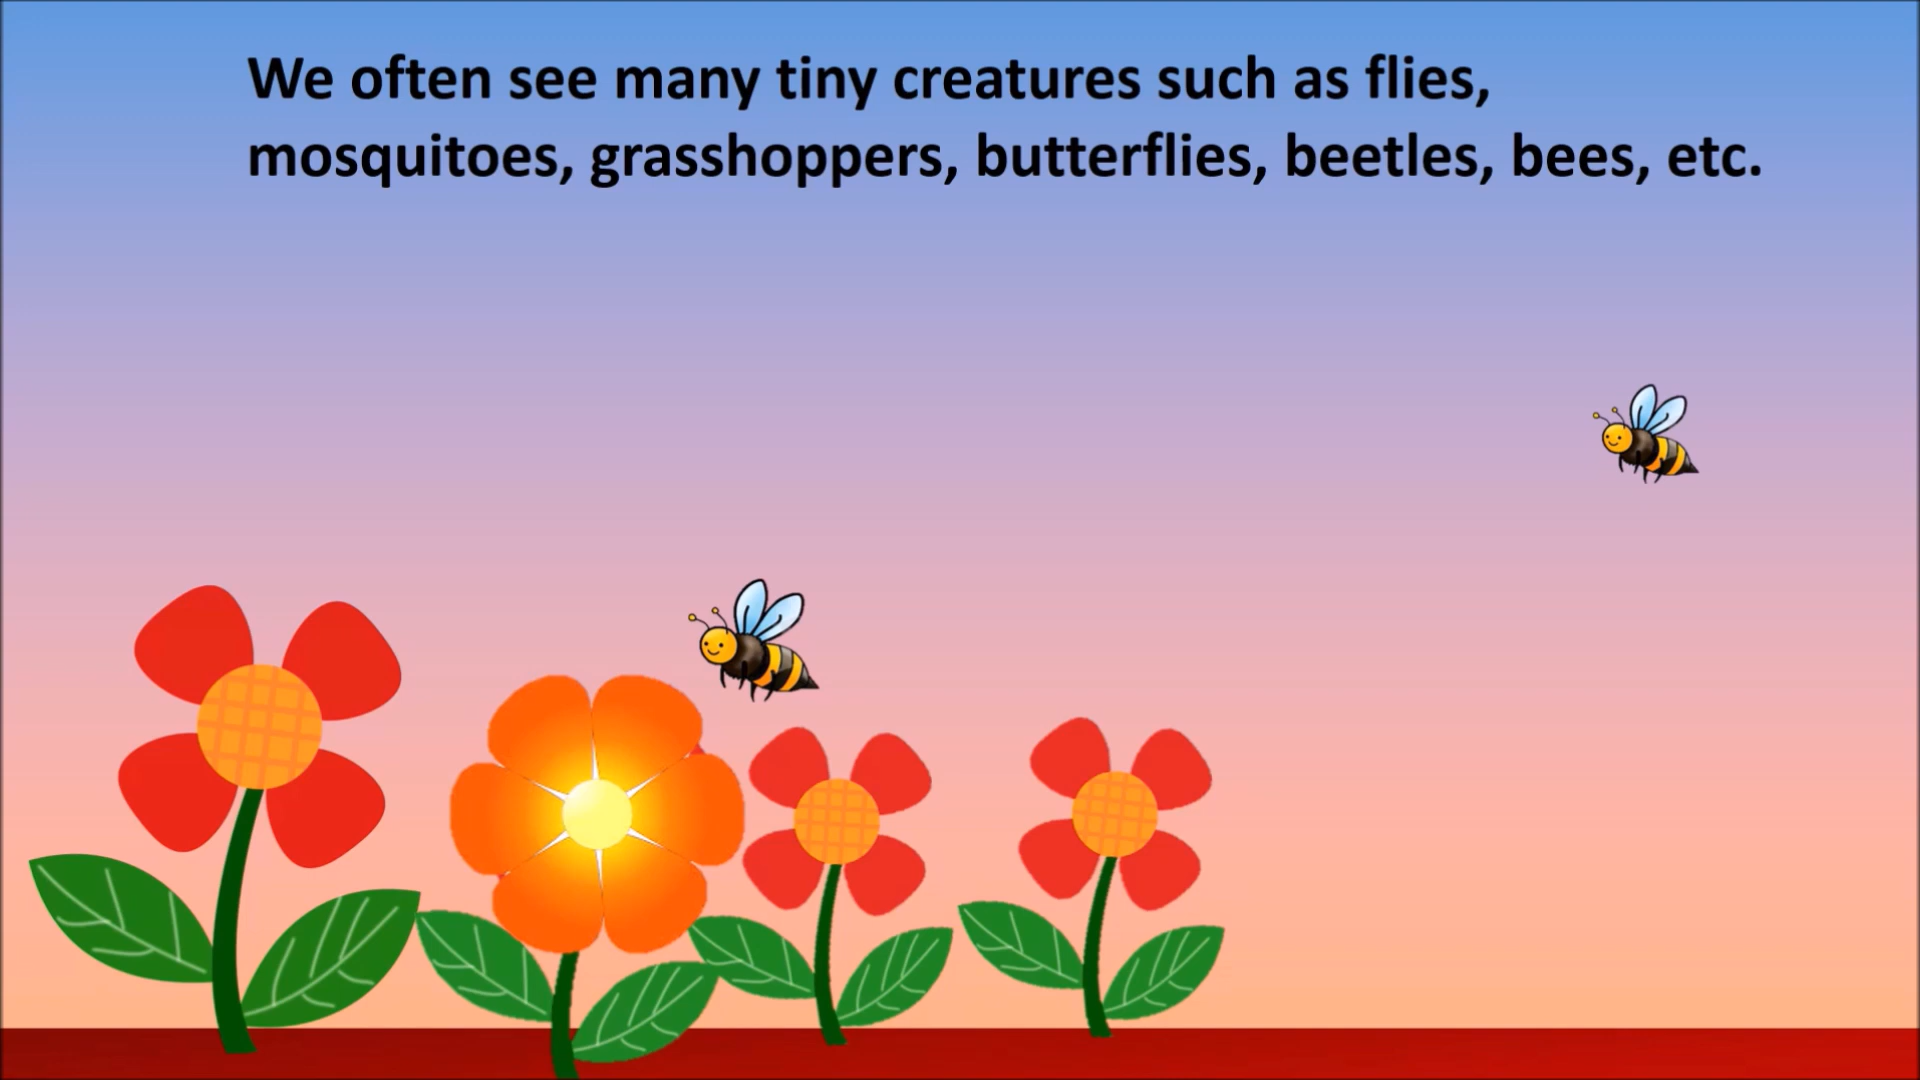 We often see many tiny creatures such as flies,
mosquitoes, grasshoppers, butterflies, beetles, bees, etc.